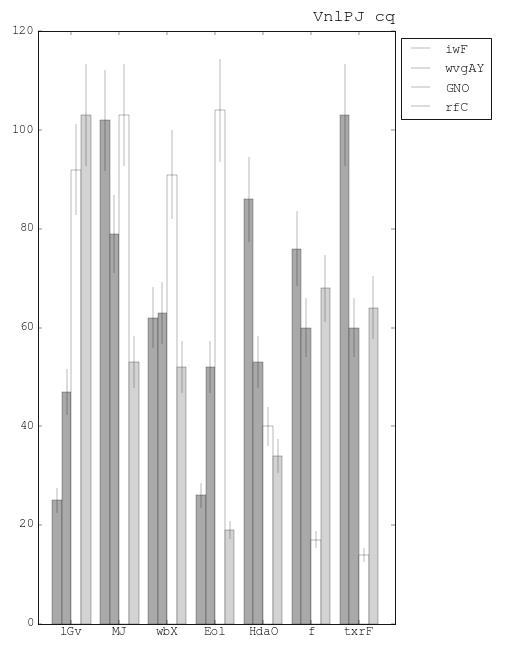 VnlPJ cq
120
100
80
60
40
20
0
lGv MJ wbX Eol HdaO f txrF
iwF
wvgAY
GNO
rfC